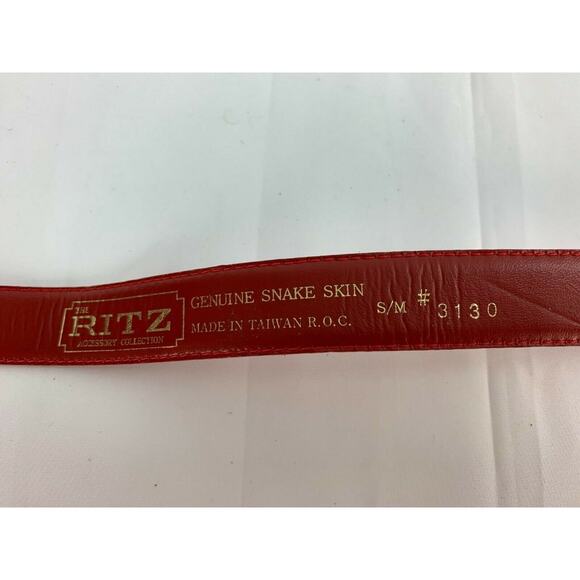 THE
RITZ
ACCESSORY COLLECTION
GENUINE SNAKE SKIN
MADE IN TAIWAN R.O.C.
S/M # 3130